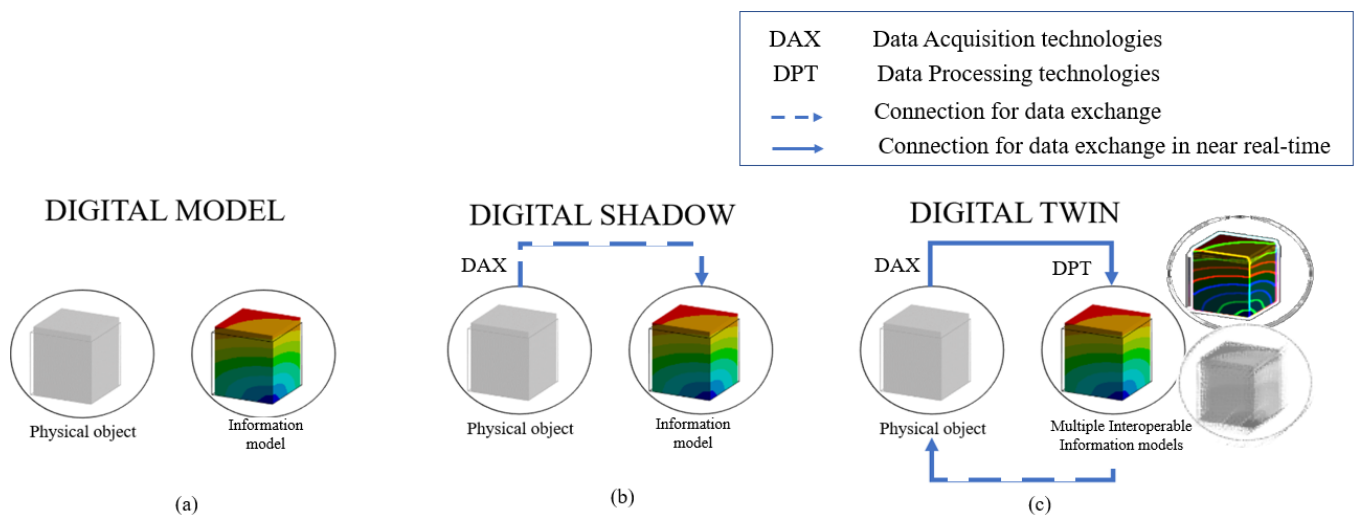 DAX Data Acquisition technologies
DPT Data Processing technologies
Connection for data exchange
Connection for data exchange in near real-time
DIGITAL MODEL
Physical object
Information
model
(a)
DIGITAL SHADOW
DAX
Physical object
Information
model
(b)
DIGITAL TWIN
DAX
DPT
Physical object
Multiple Interoperable
Information models
(c)